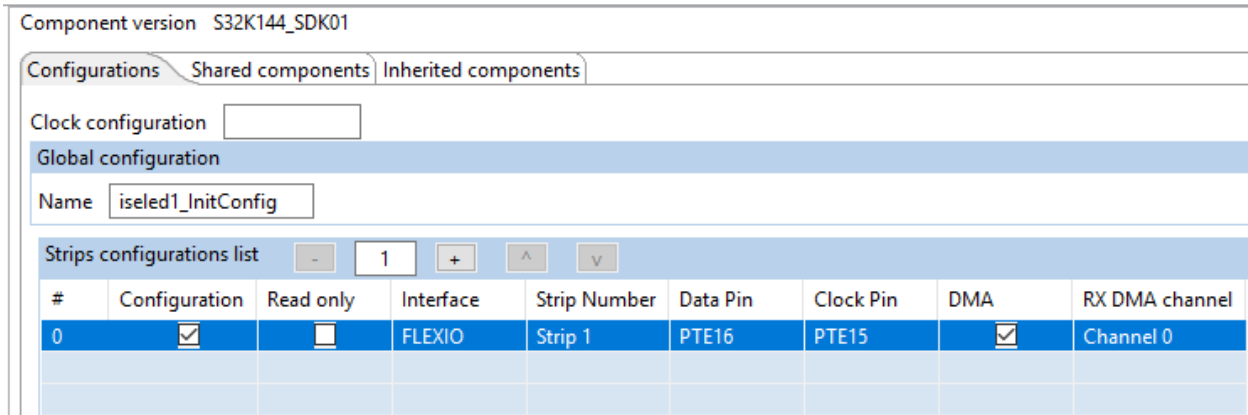 Component version S32K144_SDK01
Configurations Shared components Inherited components
Clock configuration
Global configuration
Name iseled1_InitConfig
Strips configurations list - 1 + ^ v
# Configuration Read only Interface Strip Number Data Pin Clock Pin DMA RX DMA channel
0 FLEXIO Strip 1 PTE16 PTE15 Channel 0